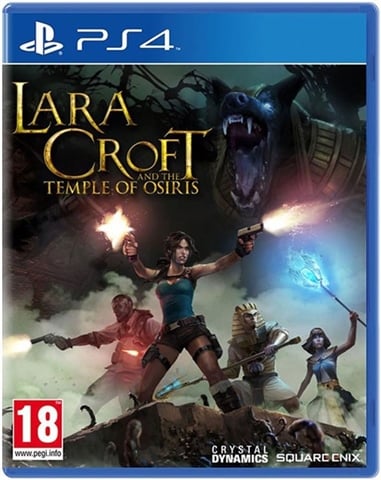 PS4
LARA
CROFT
AND THE
TEMPLE OF OSIRIS
18
www.pegi.info
CRYSTAL
DYNAMICS
SQUARE ENIX